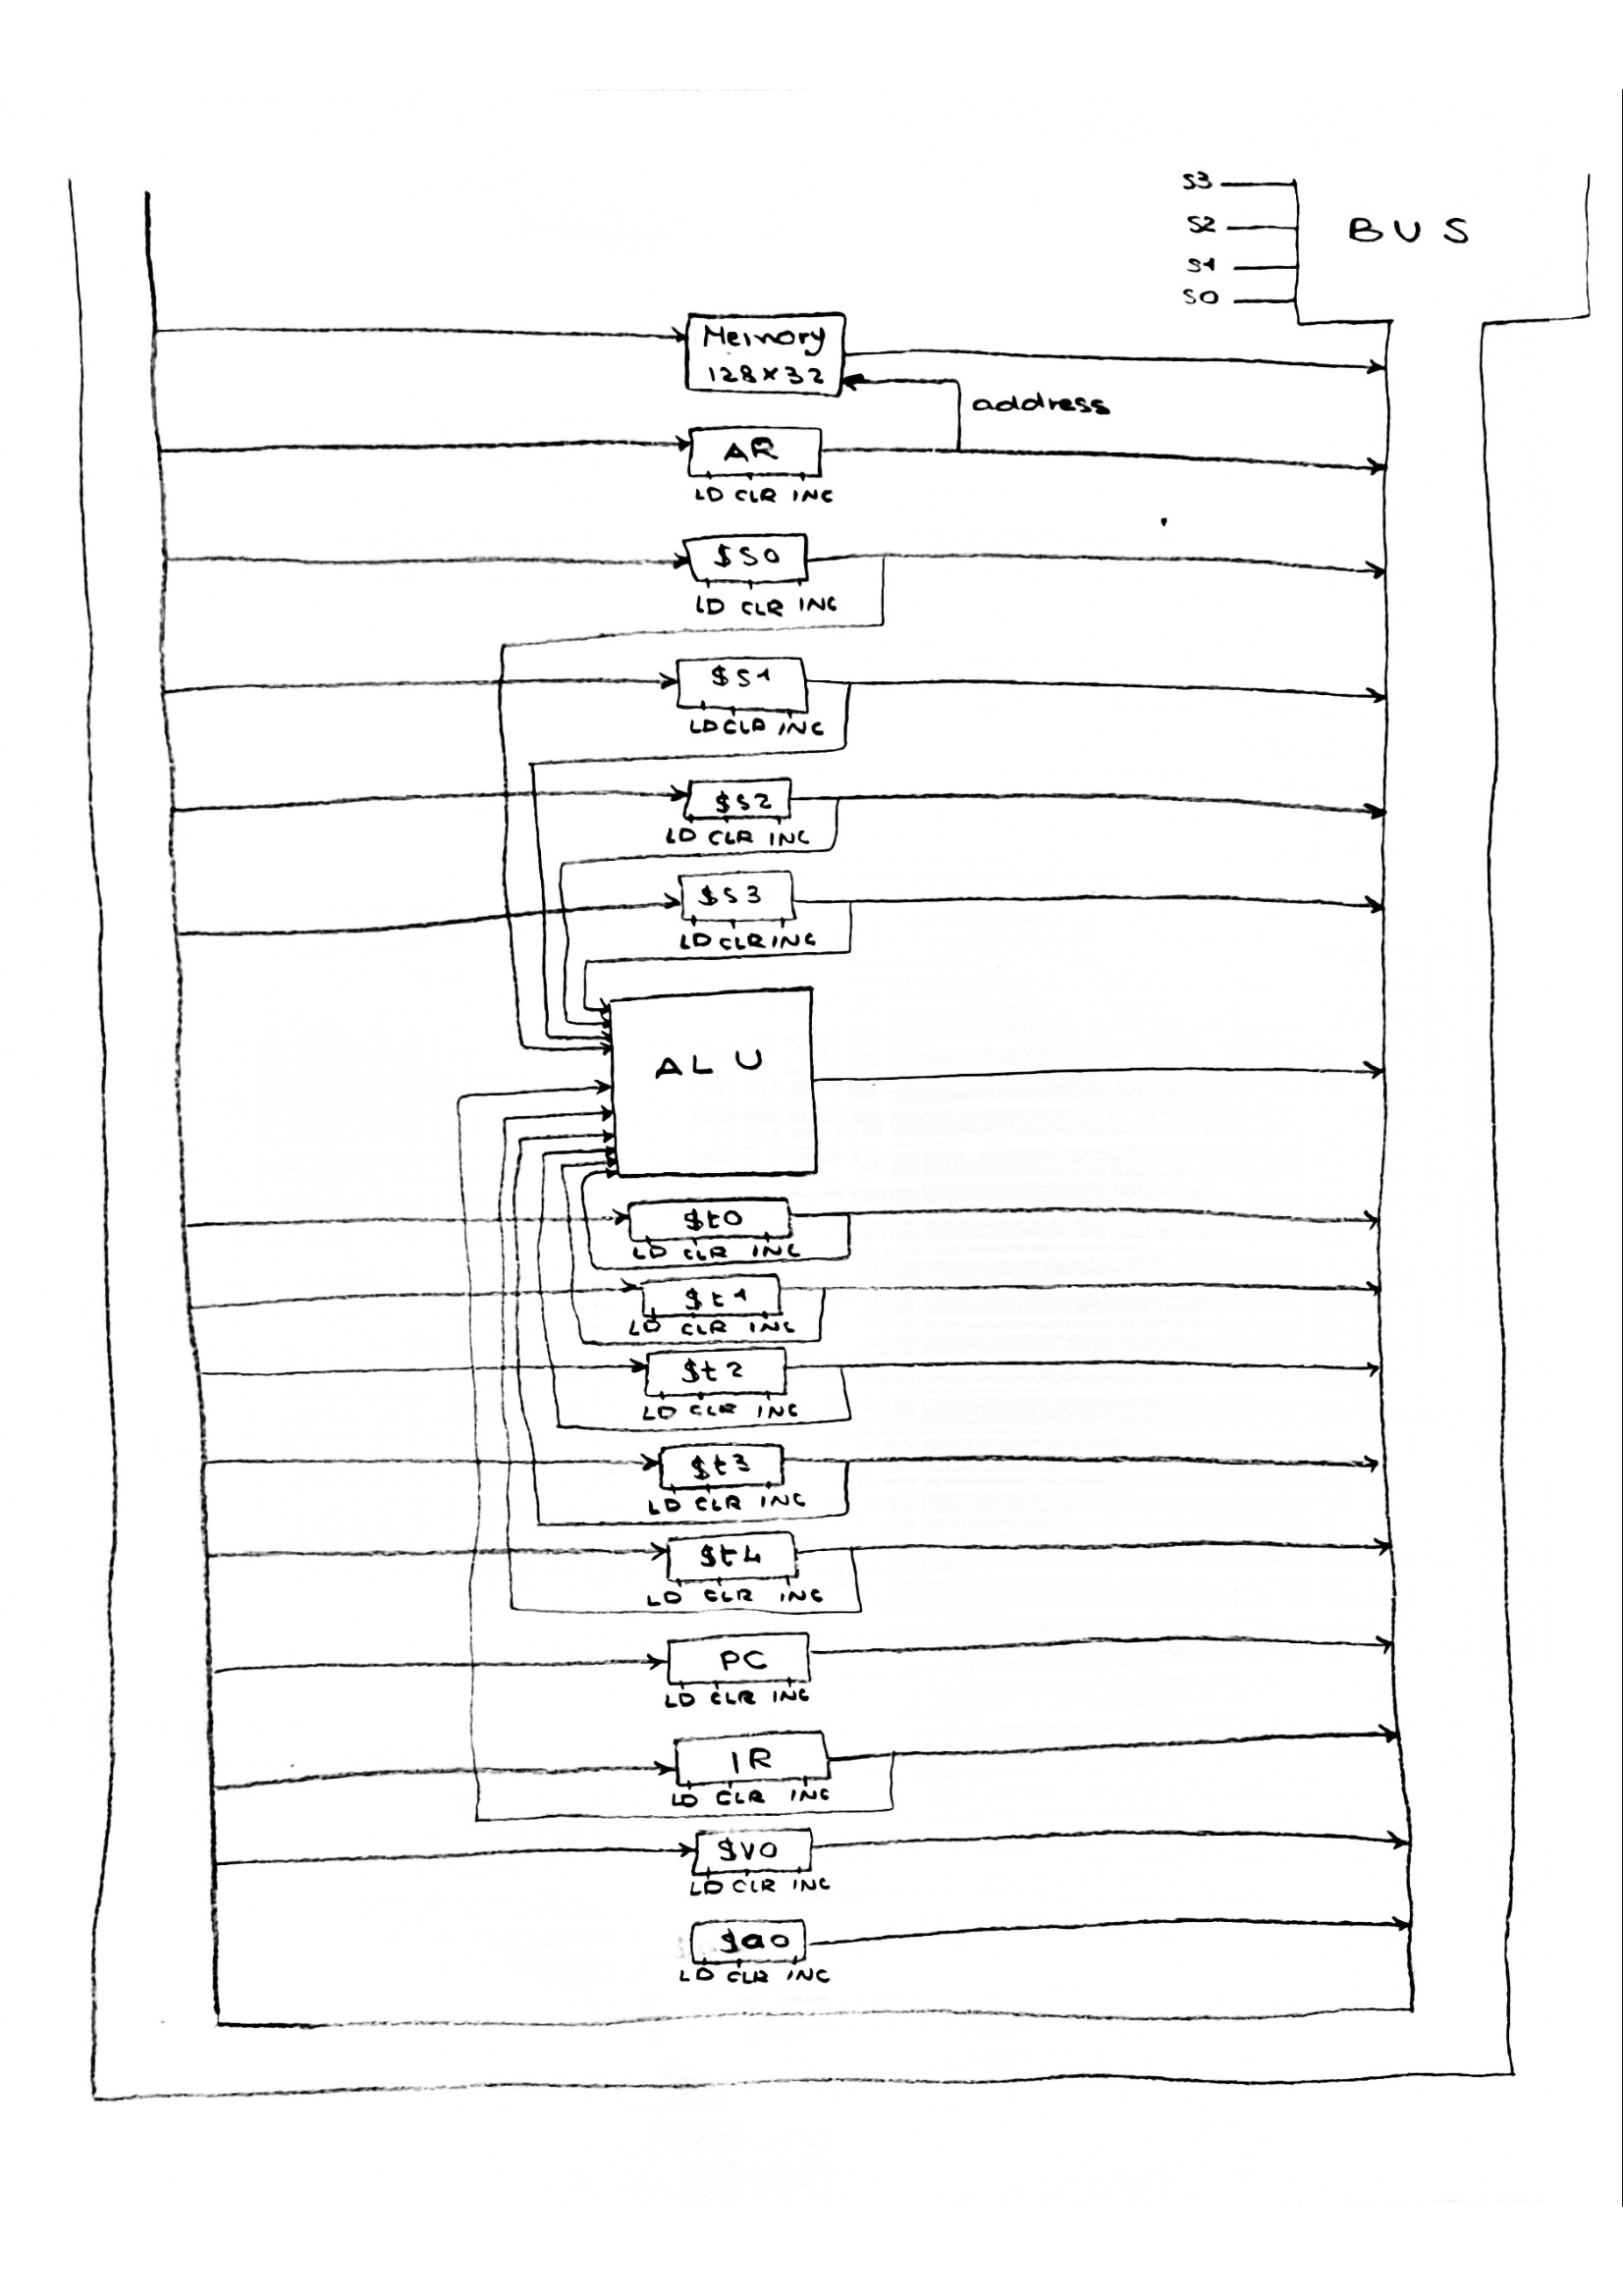 S3
S2
BUS
S1
S0
Memory
128x32
address
AR
LD CLR INC
$S0
LD CLR INC
$S1
LD CLR INC
$S2
LD CLR INC
$S3
LD CLR INC
ALU
$t0
LD CLR INC
$t1
LD CLR INC
$t2
LD CLR INC
$t3
LD CLR INC
$t4
LD CLR INC
PC
LD CLR INC
IR
LD CLR INC
$V0
LD CLR INC
$a0
LD CLR INC